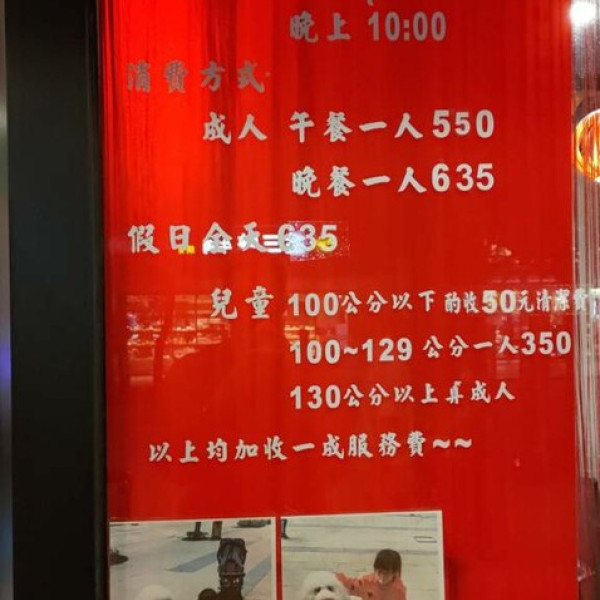 晚上 10:00
消費方式
成人 午餐一人550
晚餐一人635
假日全天635
兒童 100公分以下 酌收50元清潔費
100~129 公分一人350
130公分以上算成人
以上均加收一成服務費~~